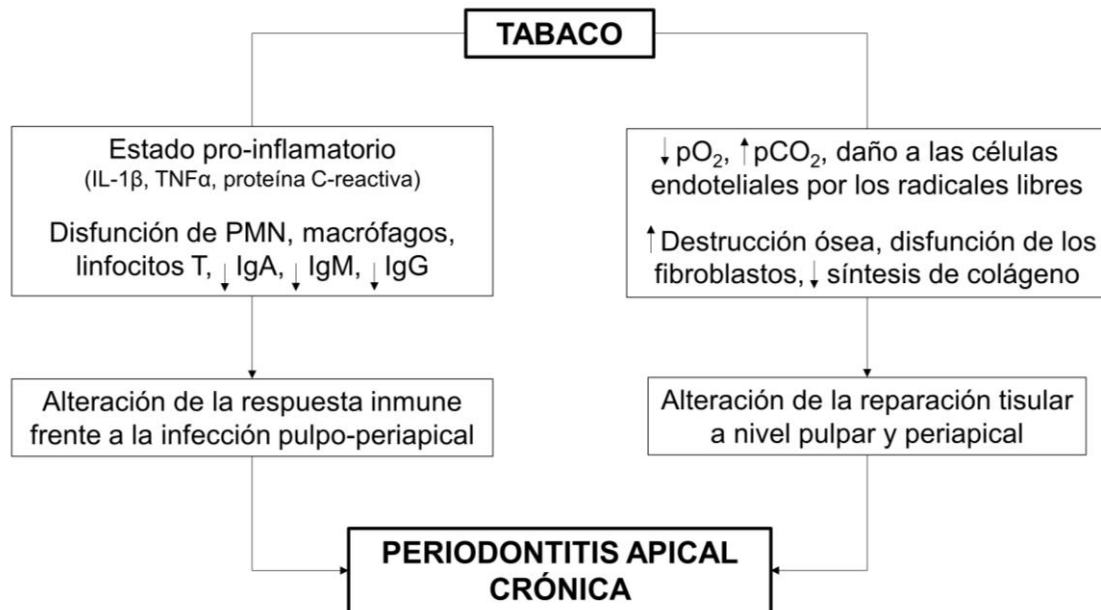 TABACO
Estado pro-inflamatorio
(IL-1β, TNFα, proteína C-reactiva)
Disfunción de PMN, macrófagos,
linfocitos T, ↓ IgA, ↓ IgM, ↓ IgG
↓ pO₂, ↑ pCO₂, daño a las células
endoteliales por los radicales libres
↑ Destrucción ósea, disfunción de los
fibroblastos, ↓ síntesis de colágeno
Alteración de la respuesta inmune
frente a la infección pulpo-periapical
Alteración de la reparación tisular
a nivel pulpar y periapical
PERIODONTITIS APICAL
CRÓNICA